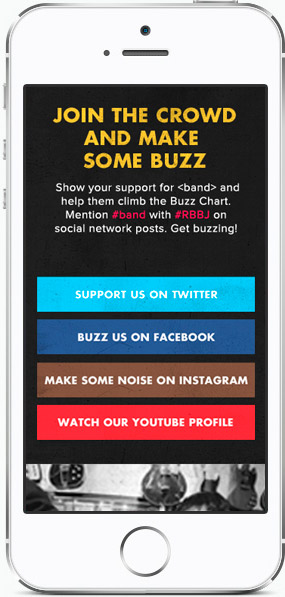 JOIN THE CROWD
AND MAKE
SOME BUZZ
Show your support for <band> and
help them climb the Buzz Chart.
Mention #band with #RBBJ on
social network posts. Get buzzing!
SUPPORT US ON TWITTER
BUZZ US ON FACEBOOK
MAKE SOME NOISE ON INSTAGRAM
WATCH OUR YOUTUBE PROFILE